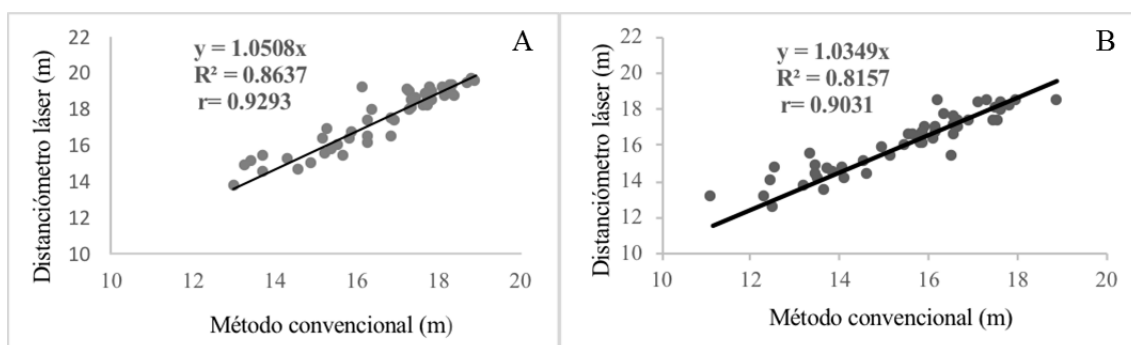 A
y = 1.0508x
R² = 0.8637
r= 0.9293
Distanciómetro láser (m)
22
20
18
16
14
12
10
10 12 14 16 18 20
Método convencional (m)
B
y = 1.0349x
R² = 0.8157
r= 0.9031
Distanciómetro láser (m)
22
20
18
16
14
12
10
10 12 14 16 18 20
Método convencional (m)